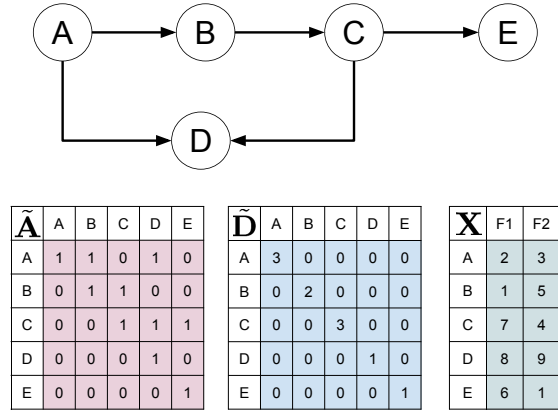 A B C E
D
Ã A B C D E
A 1 1 0 1 0
B 0 1 1 0 0
C 0 0 1 1 1
D 0 0 0 1 0
E 0 0 0 0 1
D̃ A B C D E
A 3 0 0 0 0
B 0 2 0 0 0
C 0 0 3 0 0
D 0 0 0 1 0
E 0 0 0 0 1
X F1 F2
A 2 3
B 1 5
C 7 4
D 8 9
E 6 1